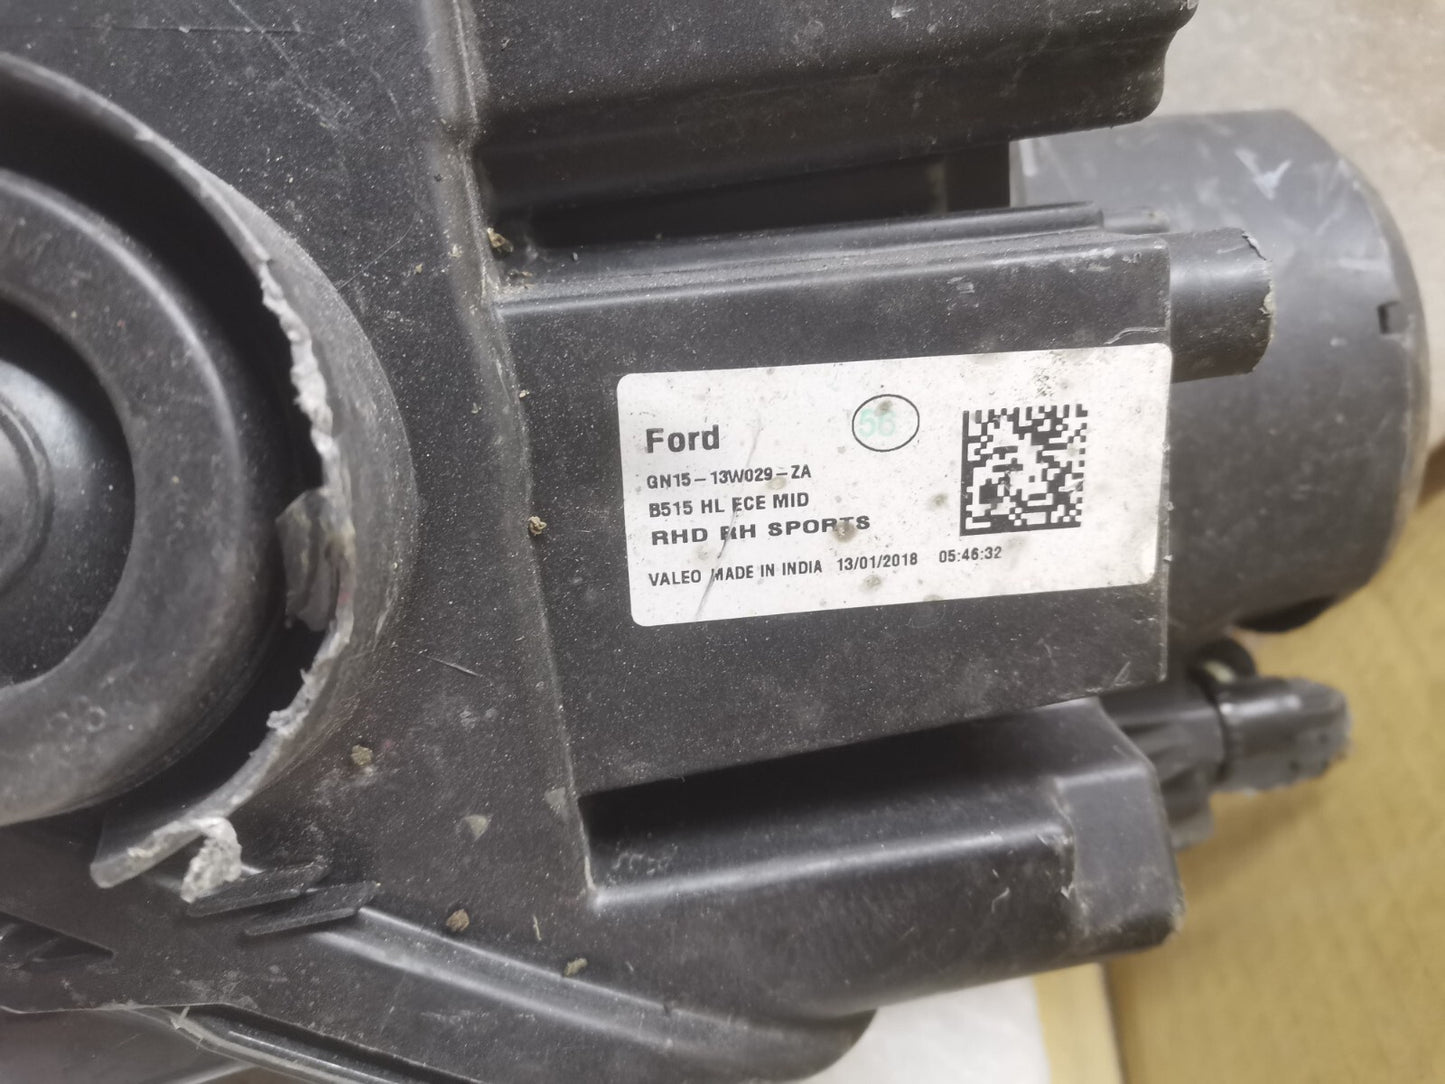 Ford
56
GN15-13W029-ZA
B515 HL ECE MID
RHD RH SPORTS
VALEO MADE IN INDIA 13/01/2018 05:46:32